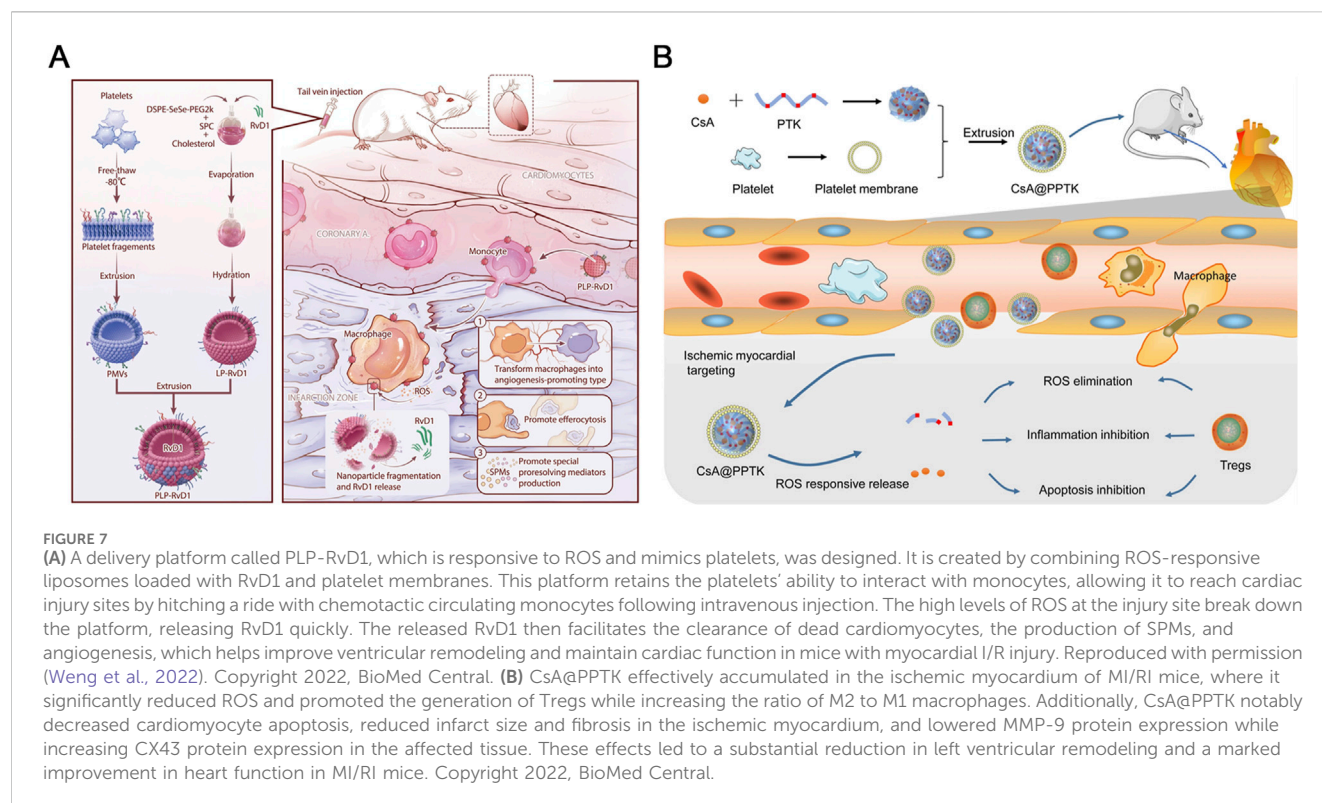 A
Platelets
DSPE-SeSe-PEG2k
+
SPC
+
Cholesterol
RvD1
Free-thaw
-80℃
Evaporation
Platelet fragements
Extrusion
Hydration
PMVs
LP-RvD1
Extrusion
RvD1
PLP-RvD1
Tail vein injection
CARDIOMYOCYTES
CORONARY A.
Monocyte
PLP-RvD1
Macrophage
ROS
INFARCTION ZONE
RvD1
Nanoparticle fragmentation
and RvD1 release
1
Transform macrophages into
angiogenesis-promoting type
2
Promote efferocytosis
3
SPMs
Promote special
proresolving mediators
production
B
CsA
+
PTK
Platelet
Platelet membrane
Extrusion
CsA@PPTK
Macrophage
Ischemic myocardial
targeting
CsA@PPTK
ROS responsive release
ROS elimination
Inflammation inhibition
Apoptosis inhibition
Tregs
FIGURE 7
(A) A delivery platform called PLP-RvD1, which is responsive to ROS and mimics platelets, was designed. It is created by combining ROS-responsive
liposomes loaded with RvD1 and platelet membranes. This platform retains the platelets’ ability to interact with monocytes, allowing it to reach cardiac
injury sites by hitching a ride with chemotactic circulating monocytes following intravenous injection. The high levels of ROS at the injury site break down
the platform, releasing RvD1 quickly. The released RvD1 then facilitates the clearance of dead cardiomyocytes, the production of SPMs, and
angiogenesis, which helps improve ventricular remodeling and maintain cardiac function in mice with myocardial I/R injury. Reproduced with permission
(Weng et al., 2022). Copyright 2022, BioMed Central. (B) CsA@PPTK effectively accumulated in the ischemic myocardium of MI/RI mice, where it
significantly reduced ROS and promoted the generation of Tregs while increasing the ratio of M2 to M1 macrophages. Additionally, CsA@PPTK notably
decreased cardiomyocyte apoptosis, reduced infarct size and fibrosis in the ischemic myocardium, and lowered MMP-9 protein expression while
increasing CX43 protein expression in the affected tissue. These effects led to a substantial reduction in left ventricular remodeling and a marked
improvement in heart function in MI/RI mice. Copyright 2022, BioMed Central.